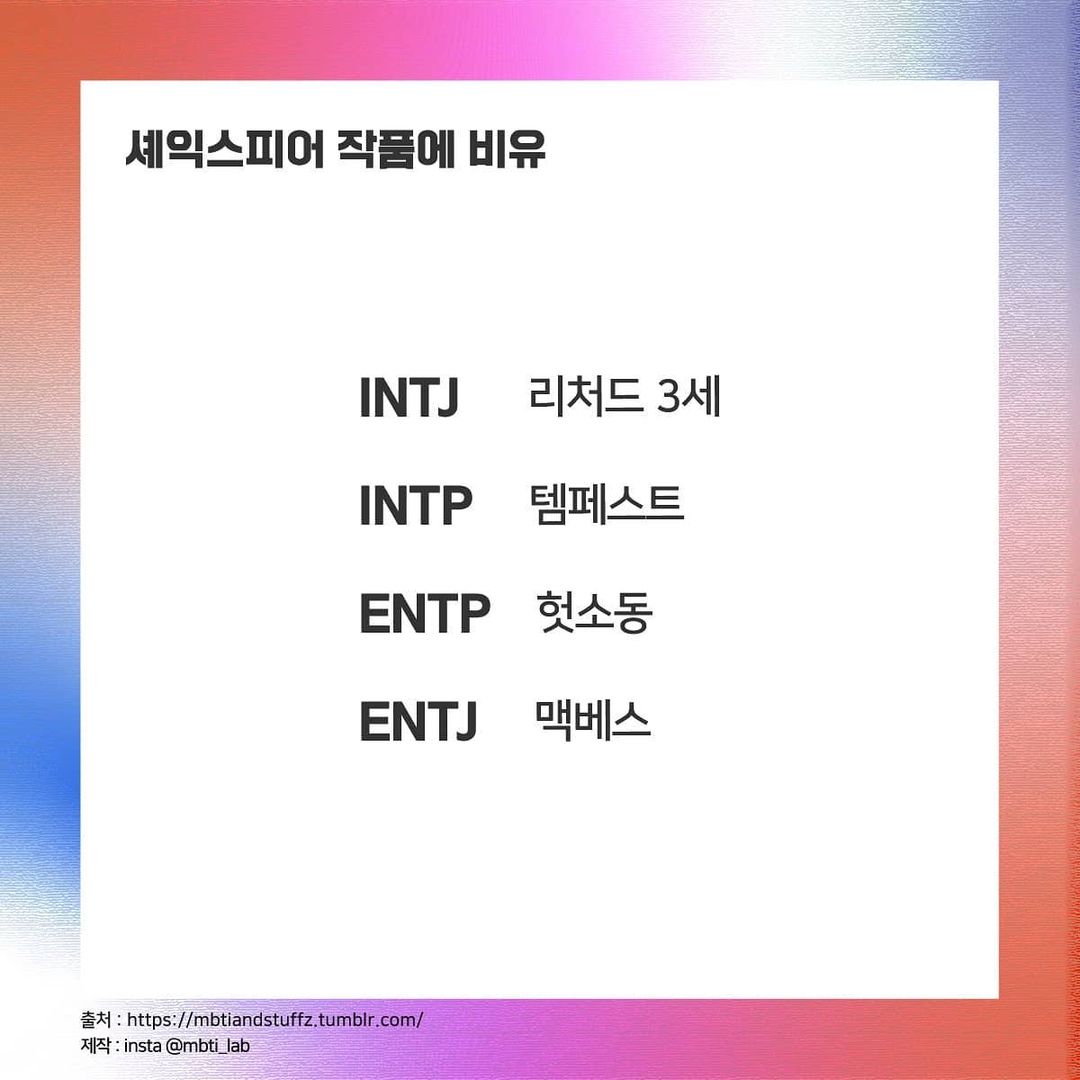 셰익스피어 작품에 비유
INTJ 리처드 3세
INTP 템페스트
ENTP 헛소동
ENTJ 맥베스
출처 : https://mbtiandstuffz.tumblr.com/
제작 : insta @mbti_lab